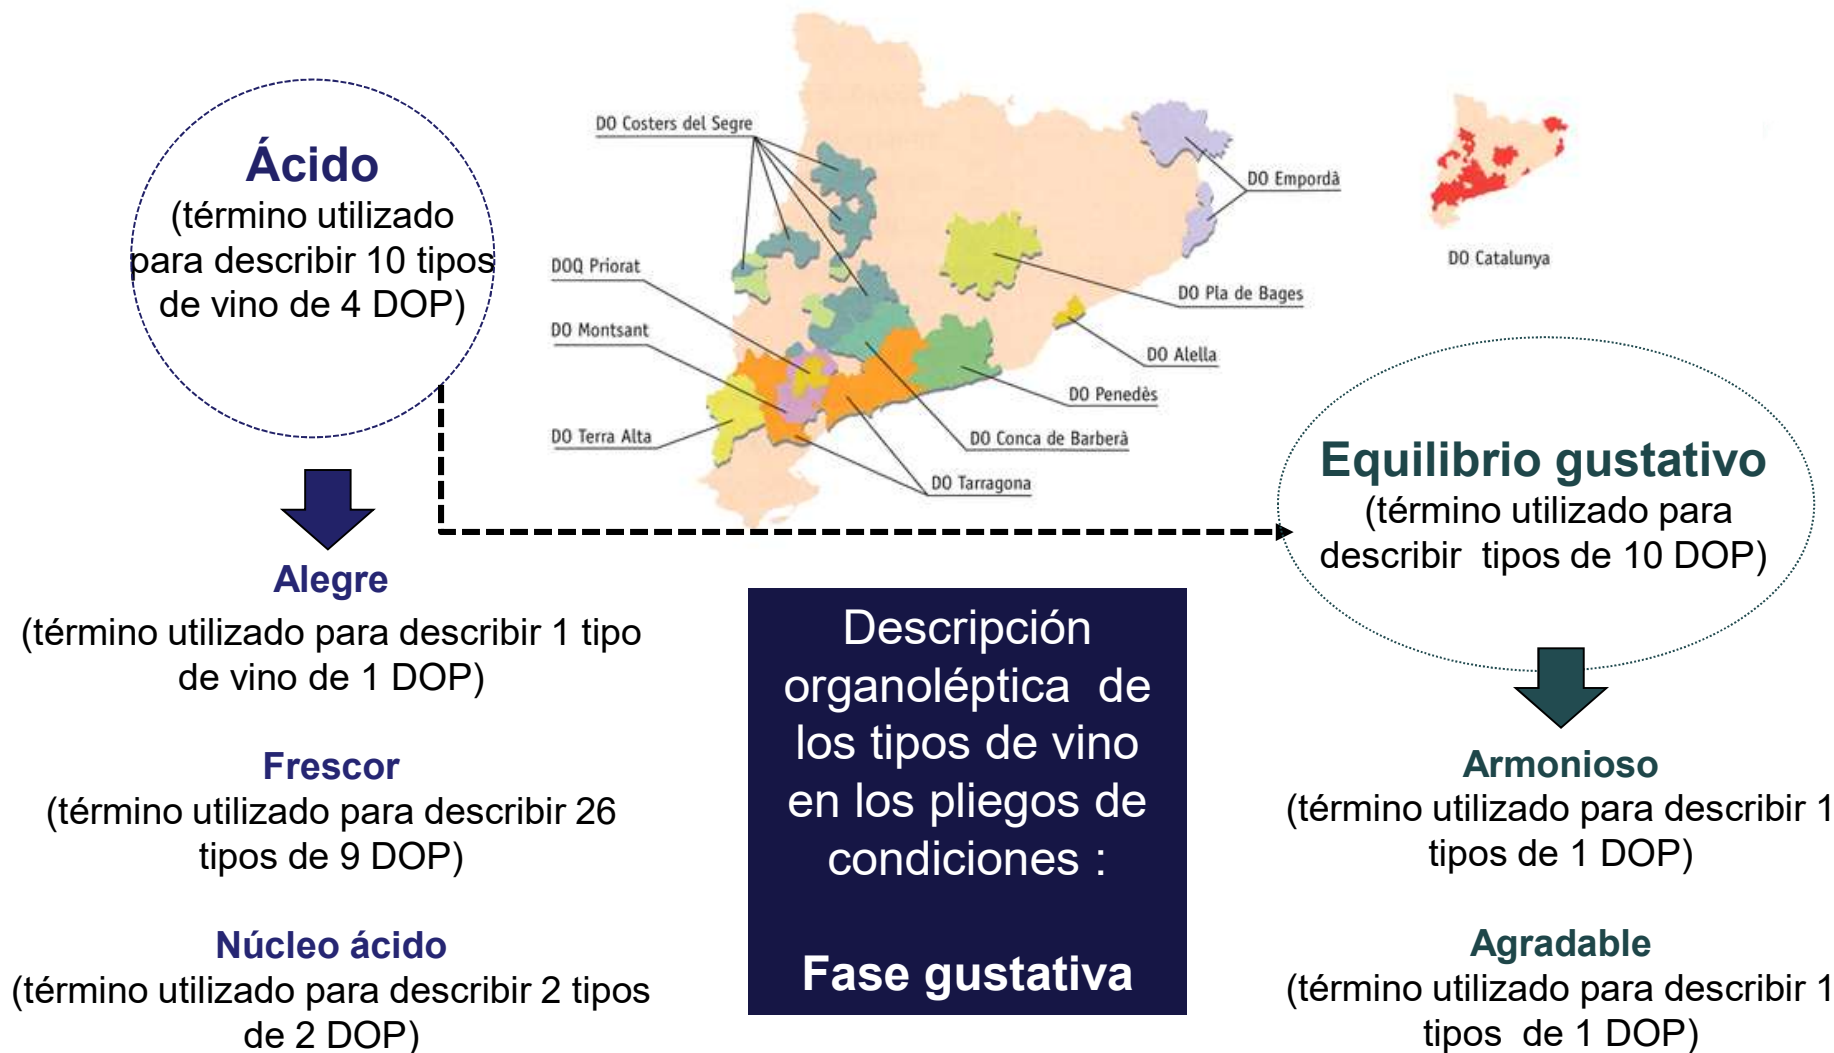 Ácido
(término utilizado
para describir 10 tipos
de vino de 4 DOP)
Alegre
(término utilizado para describir 1 tipo
de vino de 1 DOP)
Frescor
(término utilizado para describir 26
tipos de 9 DOP)
Núcleo ácido
(término utilizado para describir 2 tipos
de 2 DOP)
DO Costers del Segre
DOQ Priorat
DO Montsant
DO Terra Alta
DO Empordà
DO Pla de Bages
DO Alella
DO Penedès
DO Conca de Barberà
DO Tarragona
DO Catalunya
Descripción
organoléptica  de
los tipos de vino
en los pliegos de
condiciones :
Fase gustativa
Equilibrio gustativo
(término utilizado para
describir  tipos de 10 DOP)
Armonioso
(término utilizado para describir 1
tipos de 1 DOP)
Agradable
(término utilizado para describir 1
tipos  de 1 DOP)